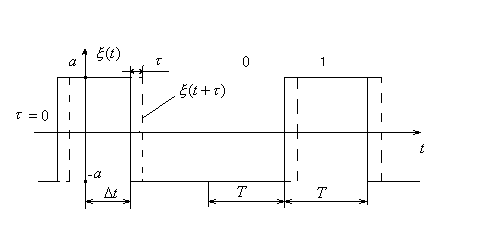 a ξ(t) τ 0 1
ξ(t + τ)
τ = 0
t
-a
Δt T T